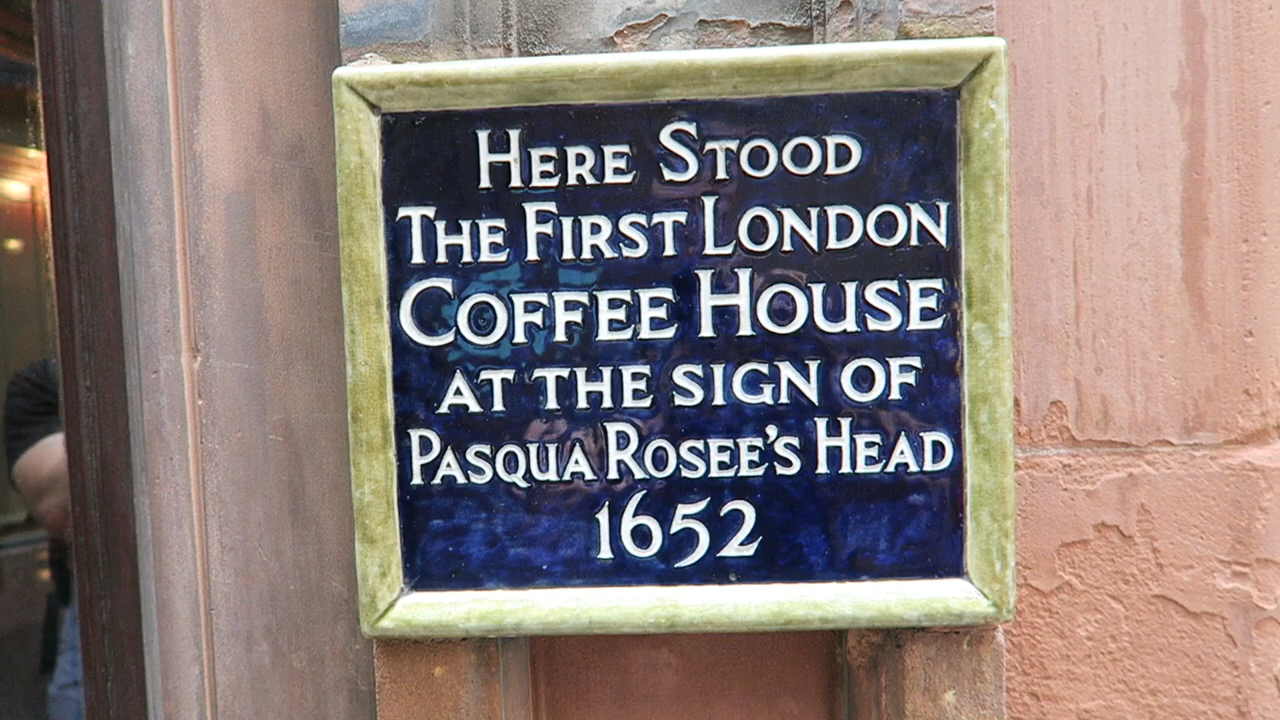 HERE STOOD
THE FIRST LONDON
COFFEE HOUSE
AT THE SIGN OF
PASQUA ROSEE'S HEAD
1652